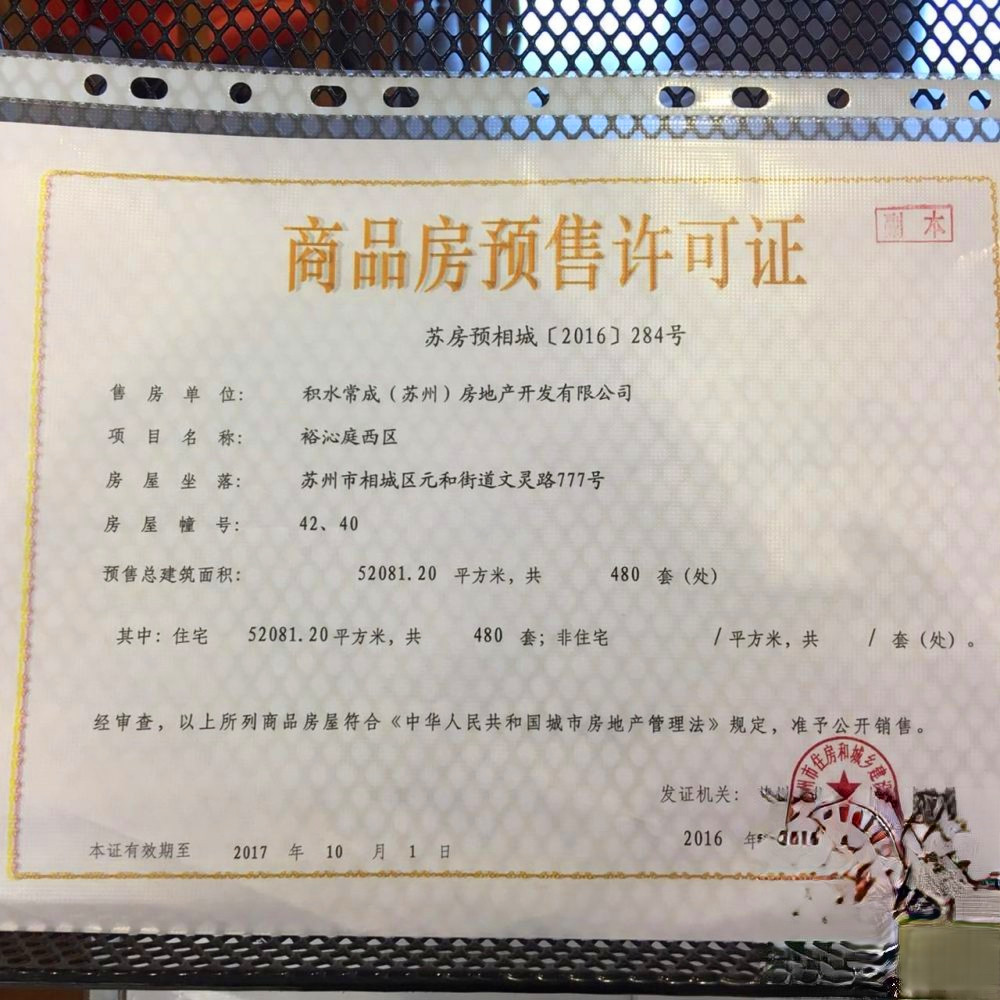 商品房预售许可证
副本
苏房预相城〔2016〕284号
售房单位: 积水常成(苏州)房地产开发有限公司
项目名称: 裕沁庭西区
房屋坐落: 苏州市相城区元和街道文灵路777号
房屋幢号: 42、40
预售总建筑面积: 52081.20 平方米,共 480 套(处)
其中:住宅 52081.20平方米,共 480 套;非住宅 /平方米,共 / 套(处)。
经审查,以上所列商品房屋符合《中华人民共和国城市房地产管理法》规定,准予公开销售。
州市住房和城乡建
发证机关:
2016 年
本证有效期至 2017 年 10 月 1 日